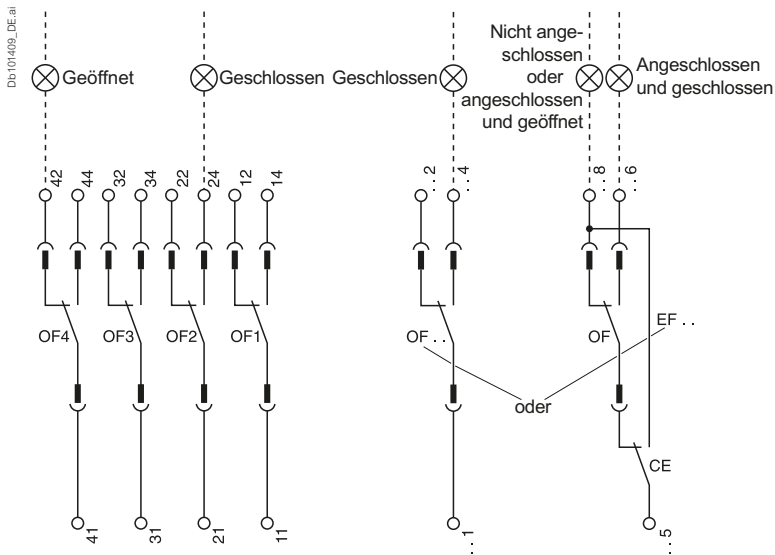 Db101409_DE.ai
Geöffnet
Geschlossen
Geschlossen
Nicht ange-
schlossen
oder
angeschlossen
und geöffnet
Angeschlossen
und geschlossen
42
44
32
34
22
24
12
14
. . 2
. . 4
. . 8
. . 6
OF4
OF3
OF2
OF1
OF . .
OF
EF . .
oder
CE
41
31
21
11
. . 1
. . 5